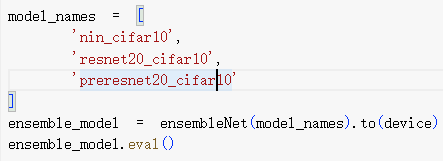 model_names = [
'nin_cifar10',
'resnet20_cifar10',
'preresnet20_cifar10'
]
ensemble_model = ensembleNet(model_names).to(device)
ensemble_model.eval()